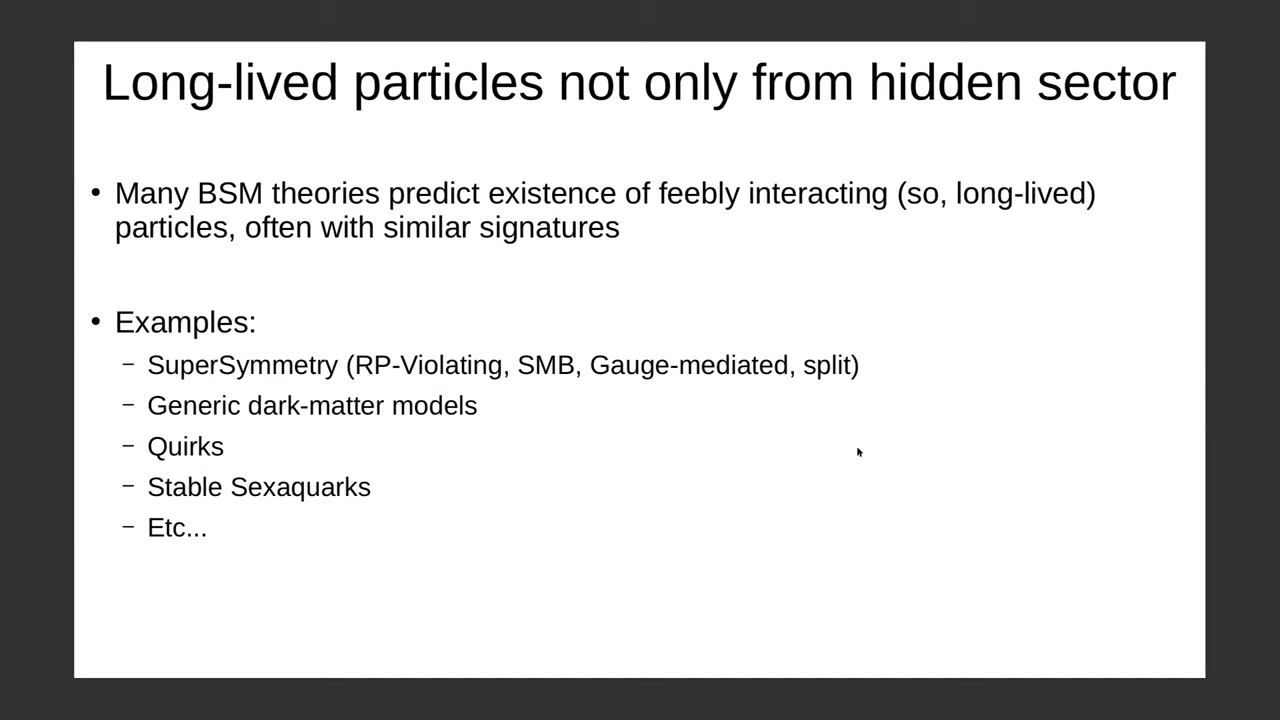 Long-lived particles not only from hidden sector
• Many BSM theories predict existence of feebly interacting (so, long-lived)
particles, often with similar signatures
• Examples:
– SuperSymmetry (RP-Violating, SMB, Gauge-mediated, split)
– Generic dark-matter models
– Quirks
– Stable Sexaquarks
– Etc...